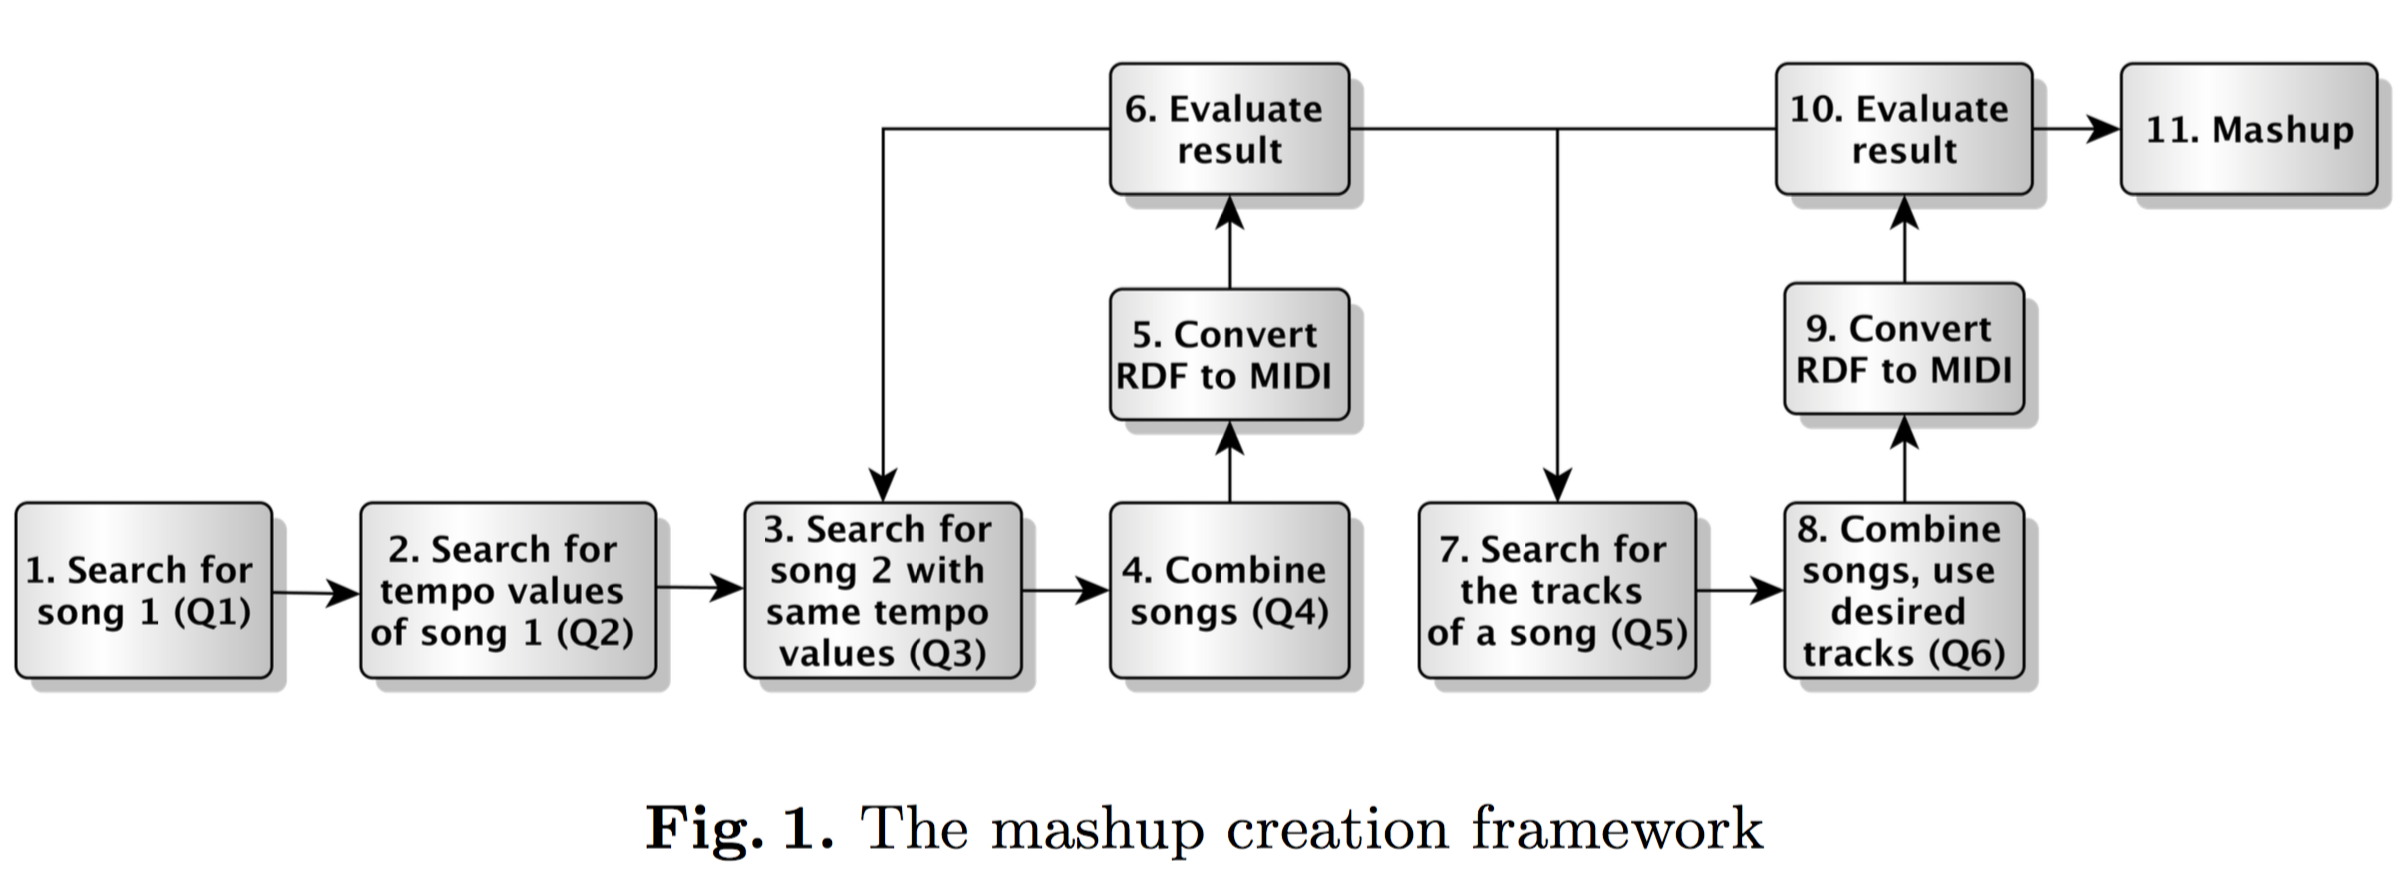 1. Search for
song 1 (Q1)
2. Search for
tempo values
of song 1 (Q2)
3. Search for
song 2 with
same tempo
values (Q3)
4. Combine
songs (Q4)
5. Convert
RDF to MIDI
6. Evaluate
result
7. Search for
the tracks
of a song (Q5)
8. Combine
songs, use
desired
tracks (Q6)
9. Convert
RDF to MIDI
10. Evaluate
result
11. Mashup
Fig. 1. The mashup creation framework